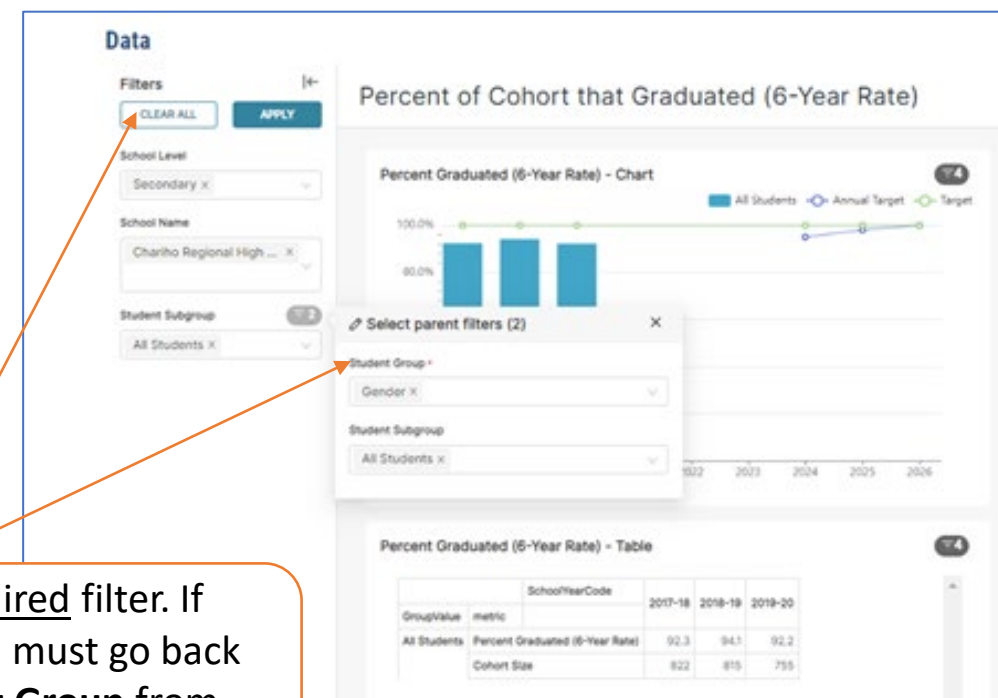 Data
Filters
CLEAR ALL APPLY
School Level
Secondary ×
School Name
Chariho Regional High ... ×
Student Subgroup 2
All Students ×
Percent of Cohort that Graduated (6-Year Rate)
Percent Graduated (6-Year Rate) - Chart 4
All Students Annual Target Target
100.0%
80.0%
Select parent filters (2) ×
Student Group *
Gender ×
Student Subgroup
All Students ×
2023 2024 2025 2026
Percent Graduated (6-Year Rate) - Table 4
SchoolYearCode 2017-18 2018-19 2019-20
GroupValue metric
All Students Percent Graduated (6-Year Rate) 92.3 94.1 92.2
Cohort Size 822 815 755
ired filter. If
must go back
Group from